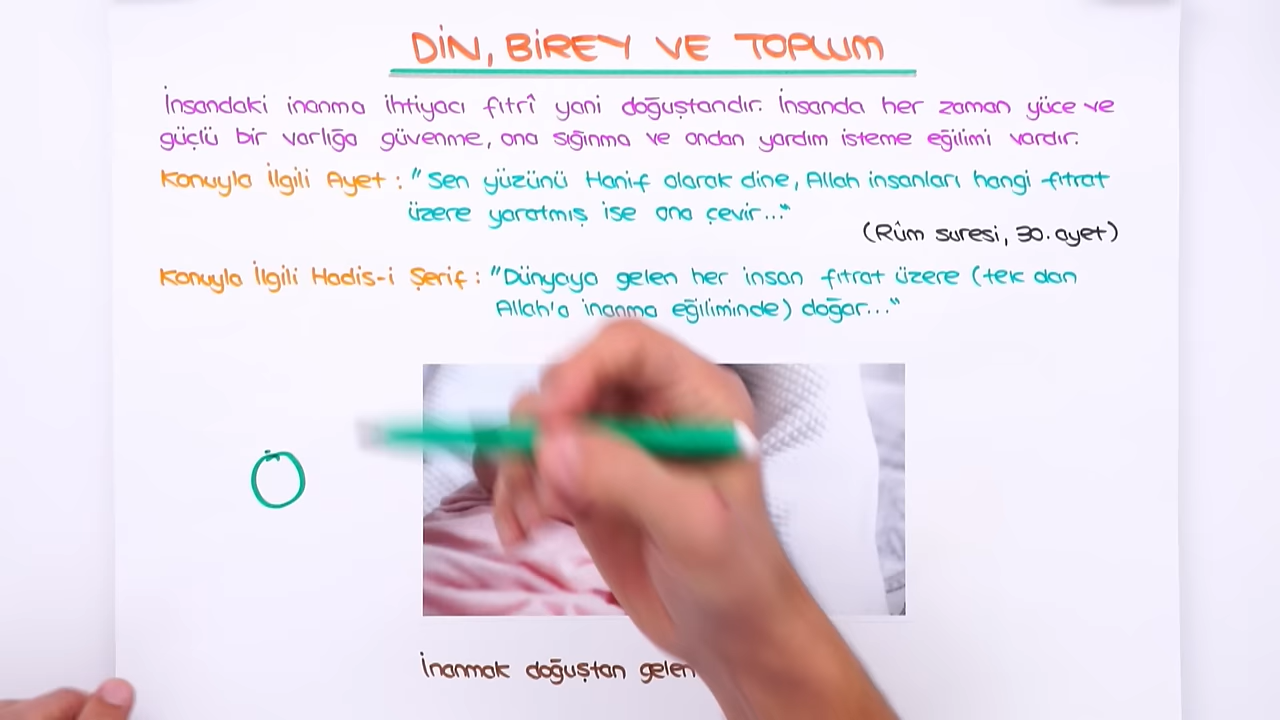 DİN, BİREY VE TOPLUM
İnsandaki inanma ihtiyacı fıtrî yani doğuştandır. İnsanda her zaman yüce ve
güçlü bir varlığa güvenme, ona sığınma ve ondan yardım isteme eğilimi vardır.
Konuyla İlgili Ayet : "Sen yüzünü Hanif olarak dine, Allah insanları hangi fıtrat
üzere yaratmış ise ona çevir..."
(Rûm suresi, 30. ayet)
Konuyla İlgili Hadis-i Şerif : "Dünyaya gelen her insan fıtrat üzere (tek olan
Allah'a inanma eğiliminde) doğar..."
İnanmak doğuştan gelen